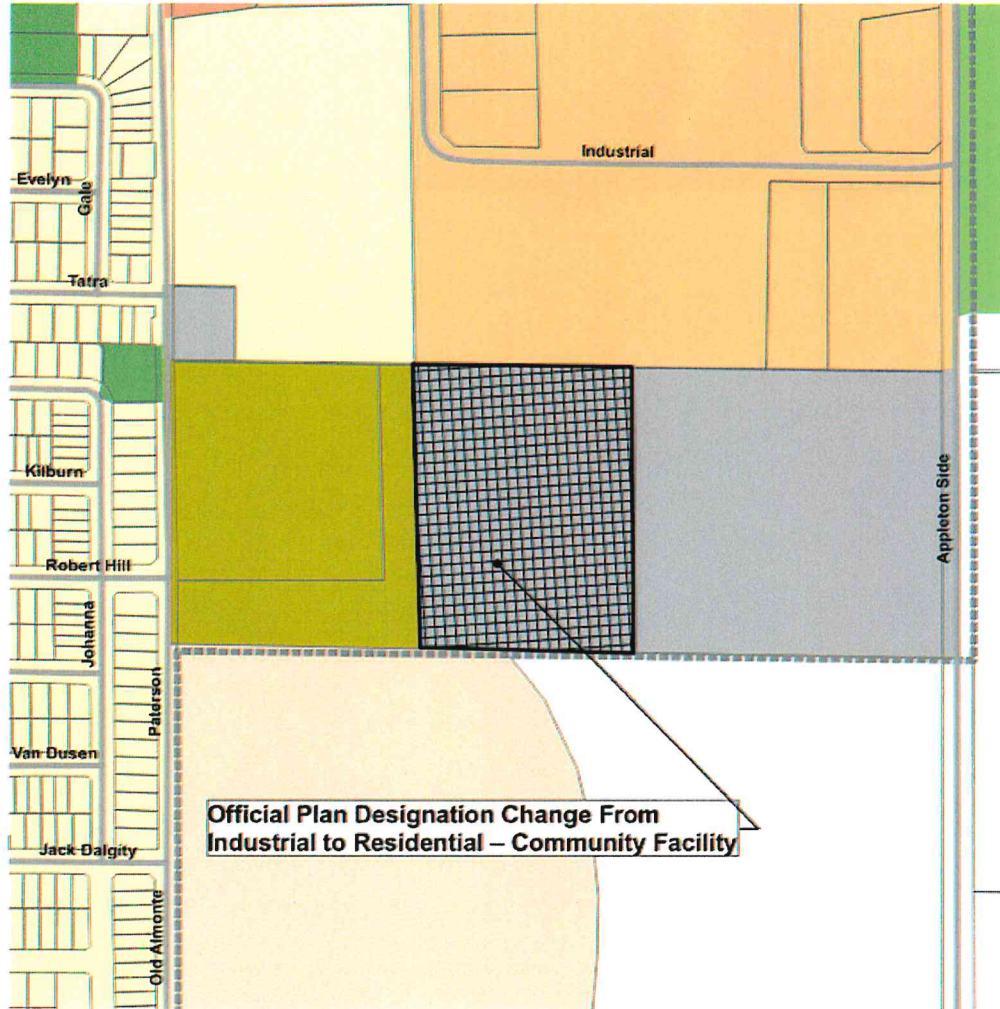 Industrial
Evelyn
Gale
Tatra
Kilburn
Appleton Side
Robert Hill
Johanna
Paterson
Van Dusen
Official Plan Designation Change From
Industrial to Residential – Community Facility
Jack Dalgity
Old Almonte